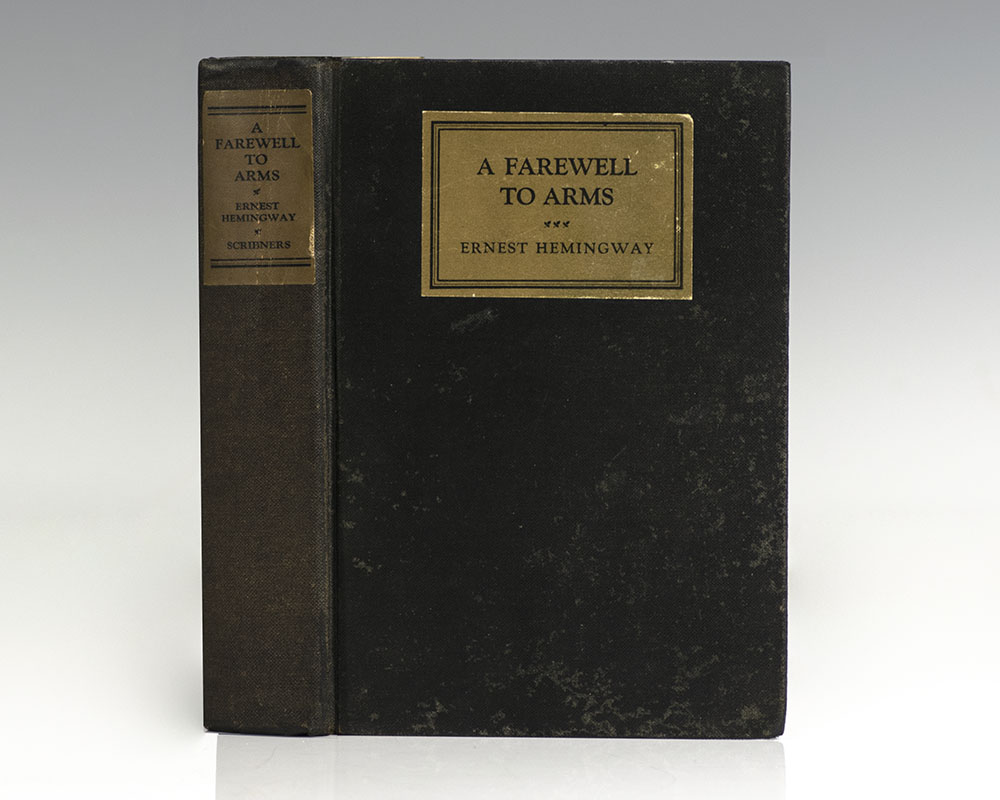 A
FAREWELL
TO
ARMS
ERNEST
HEMINGWAY
SCRIBNERS
A FAREWELL
TO ARMS
ERNEST HEMINGWAY